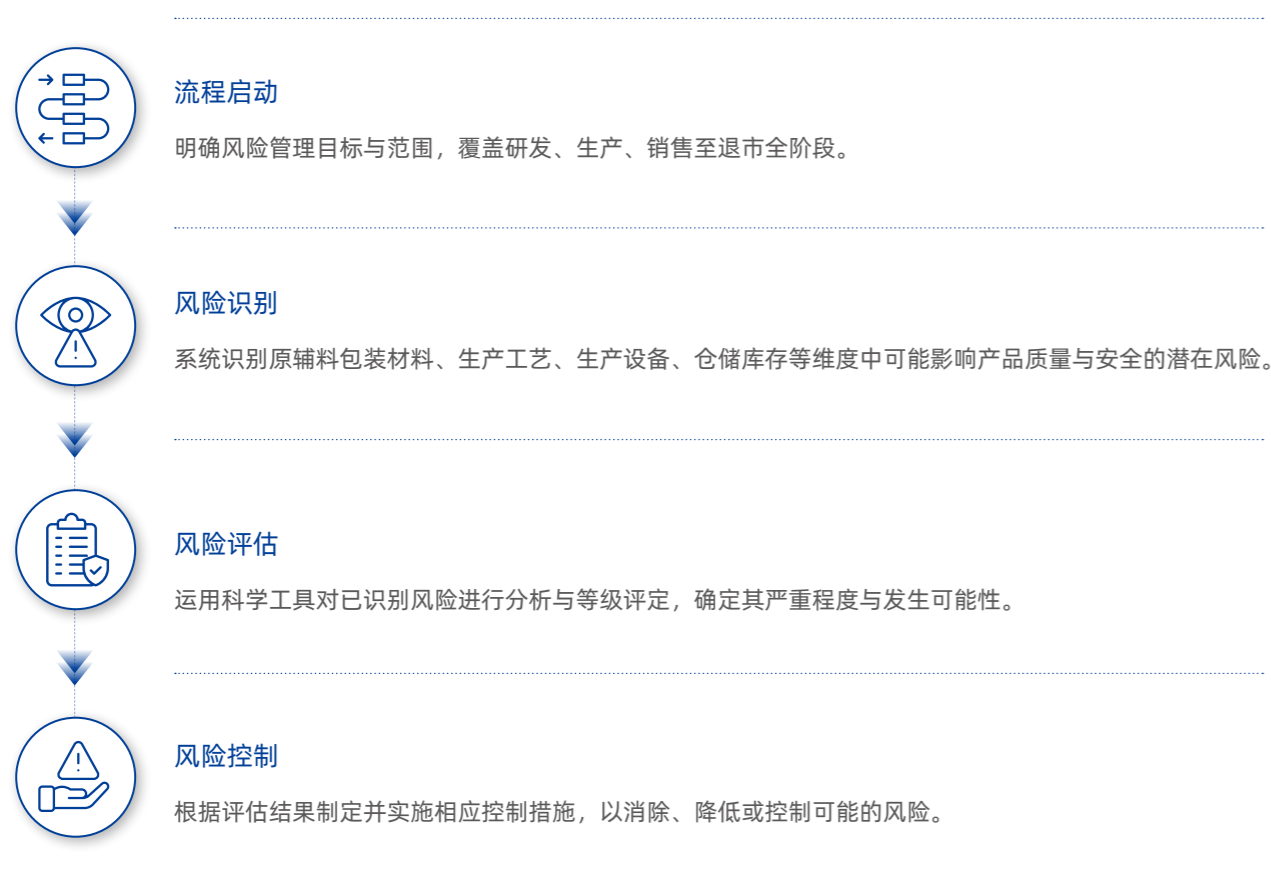 流程启动
明确风险管理目标与范围，覆盖研发、生产、销售至退市全阶段。
风险识别
系统识别原辅料包装材料、生产工艺、生产设备、仓储库存等维度中可能影响产品质量与安全的潜在风险。
风险评估
运用科学工具对已识别风险进行分析与等级评定，确定其严重程度与发生可能性。
风险控制
根据评估结果制定并实施相应控制措施，以消除、降低或控制可能的风险。